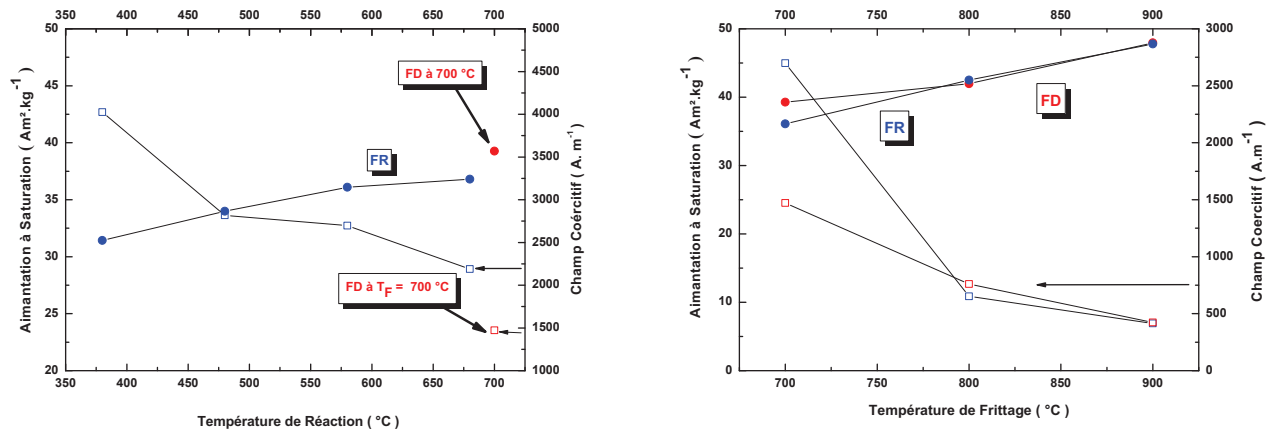 350 400 450 500 550 600 650 700
50
45
40
35
30
25
20
Aimantation à Saturation ( Am².kg⁻¹ )
FD à 700 °C
FR
FD à T_F = 700 °C
5000
4500
4000
3500
3000
2500
2000
1500
1000
Champ Coércitif ( A. m⁻¹ )
350 400 450 500 550 600 650 700
Température de Réaction ( °C )
700 750 800 850 900
50
40
30
20
10
0
Aimantation à Saturation ( Am².kg⁻¹ )
FD
FR
3000
2500
2000
1500
1000
500
0
Champ Coercitif ( A.m⁻¹ )
700 750 800 850 900
Température de Frittage ( °C )